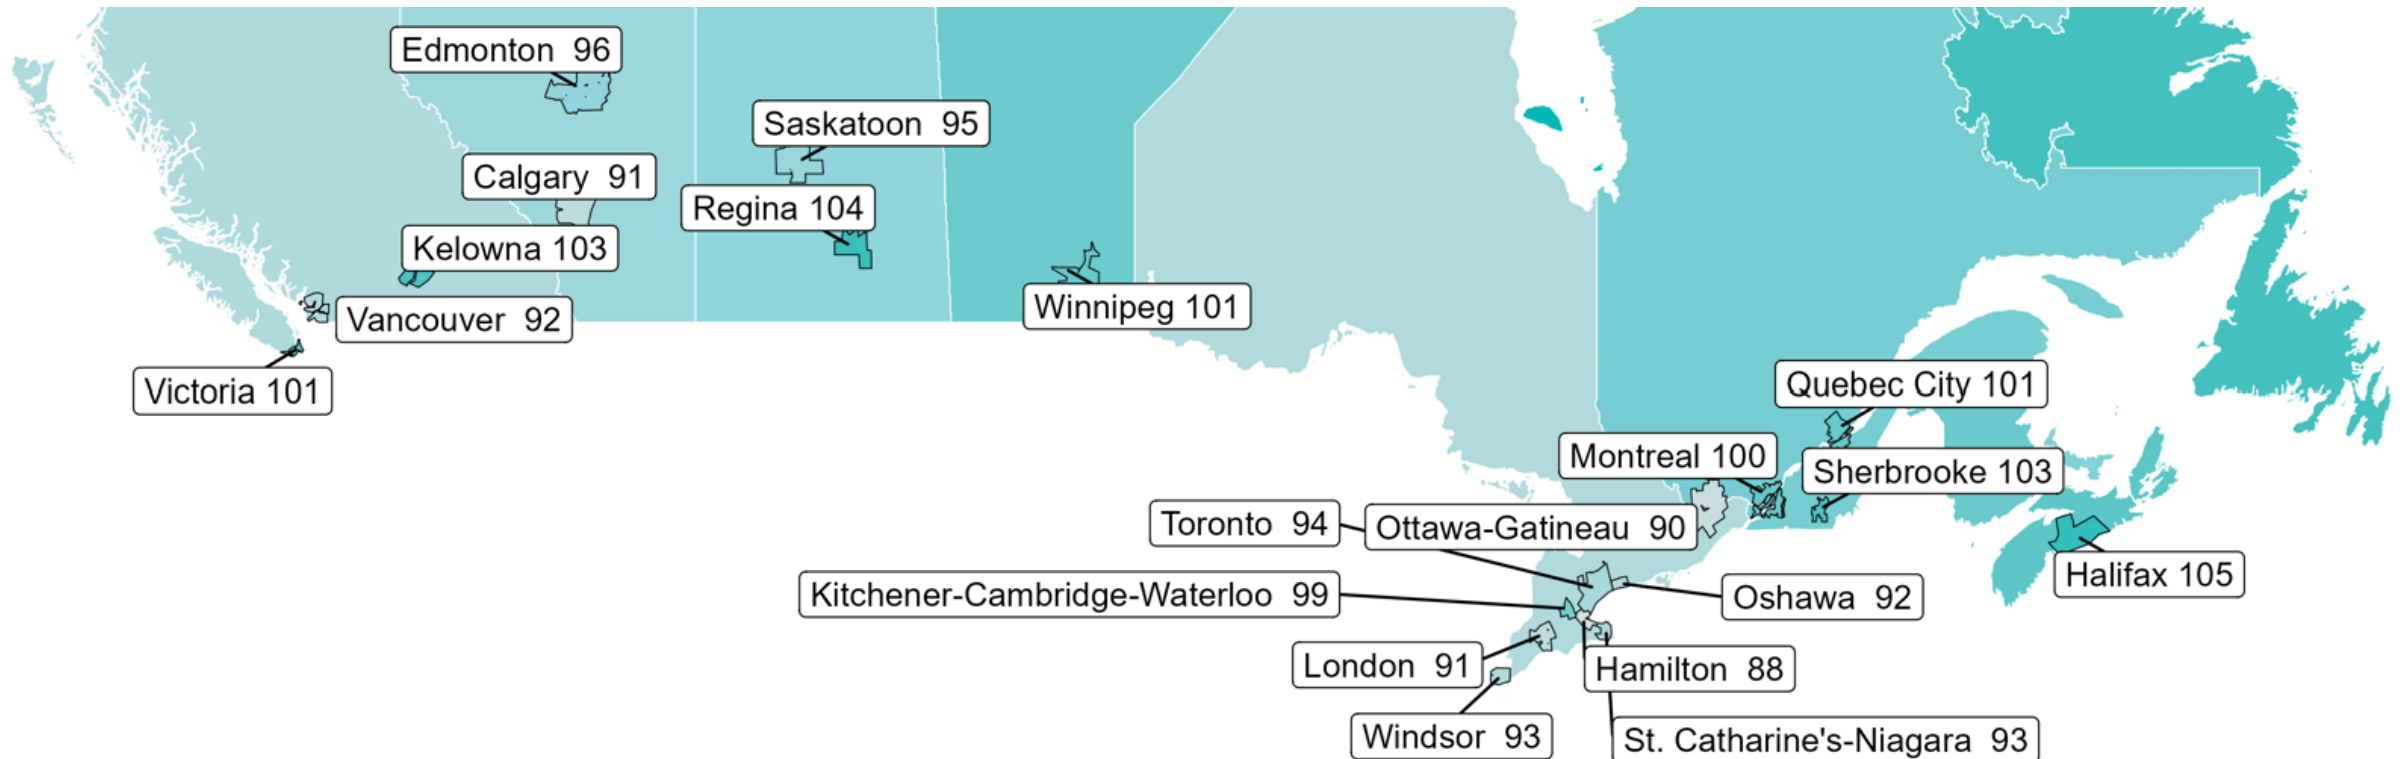 Edmonton 96
Saskatoon 95
Calgary 91
Regina 104
Kelowna 103
Winnipeg 101
Vancouver 92
Victoria 101
Quebec City 101
Montreal 100
Sherbrooke 103
Toronto 94
Ottawa-Gatineau 90
Halifax 105
Kitchener-Cambridge-Waterloo 99
Oshawa 92
London 91
Hamilton 88
Windsor 93
St. Catharine's-Niagara 93